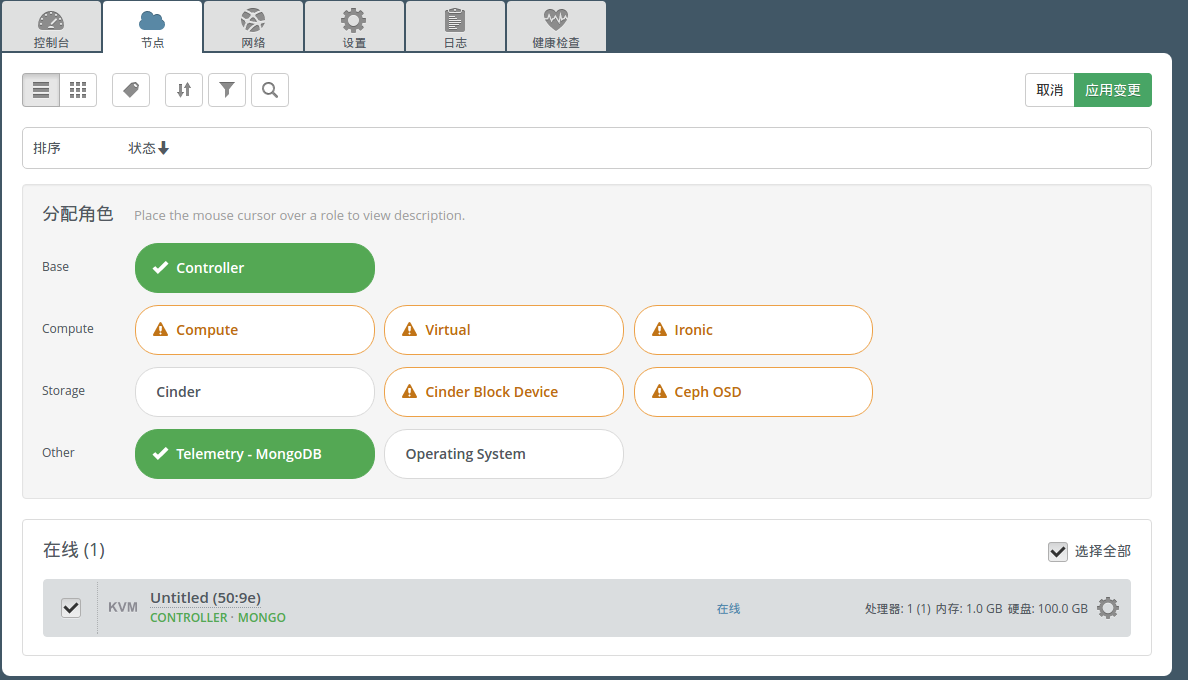 控制台 节点 网络 设置 日志 健康检查
取消 应用变更
排序 状态
分配角色 Place the mouse cursor over a role to view description.
Base Controller
Compute Compute Virtual Ironic
Storage Cinder Cinder Block Device Ceph OSD
Other Telemetry - MongoDB Operating System
在线 (1) 选择全部
KVM Untitled (50:9e) 在线 处理器: 1 (1) 内存: 1.0 GB 硬盘: 100.0 GB
CONTROLLER · MONGO